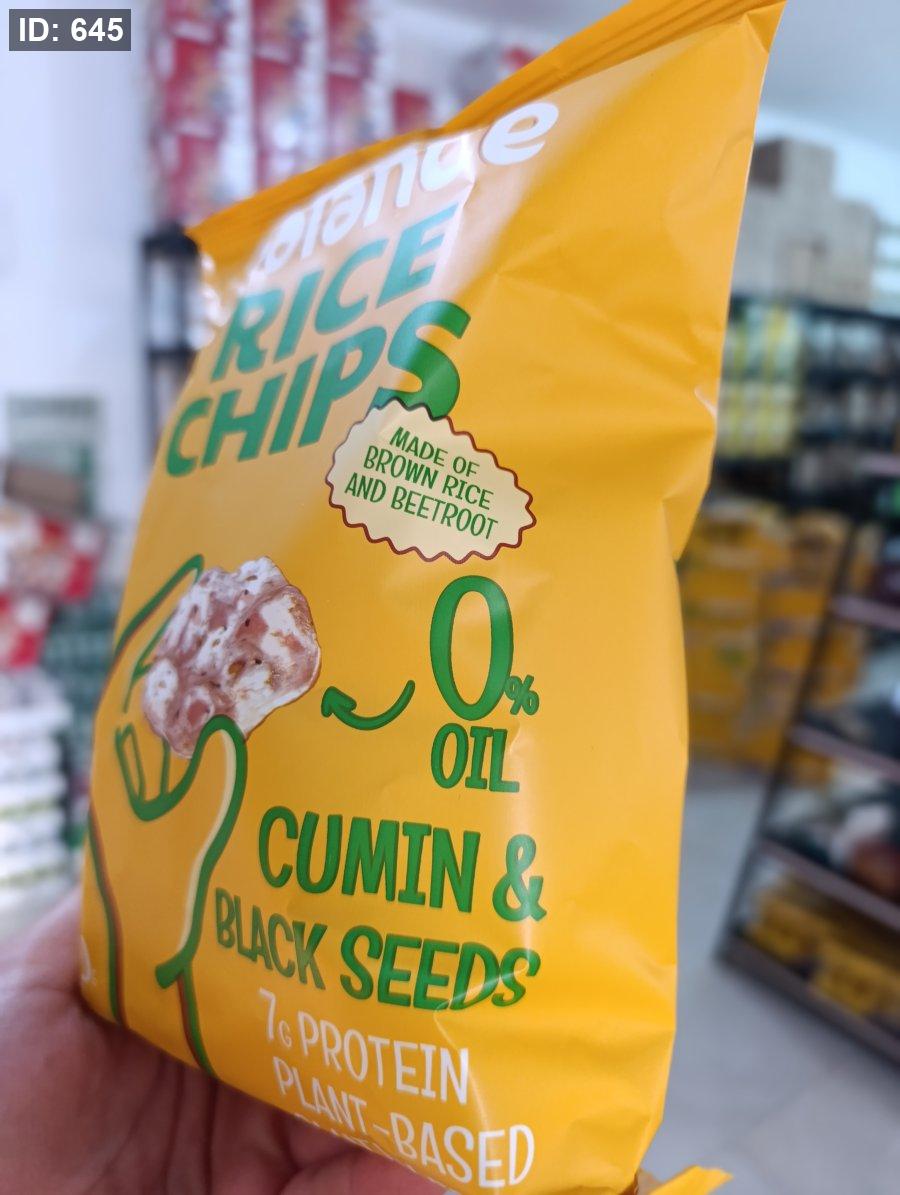 ID: 645
erande
RICE
CHIPS
MADE OF
BROWN RICE
AND BEETROOT
0%
OIL
CUMIN &
BLACK SEEDS
7G PROTEIN
PLANT-BASED